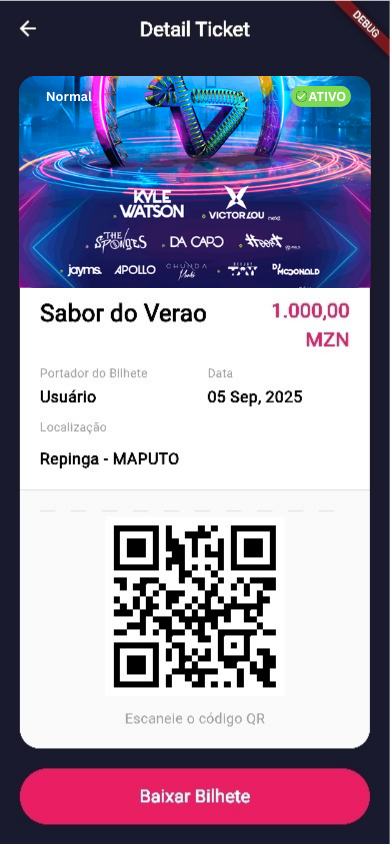 Detail Ticket
DEBUG
Normal
ATIVO
KYLE
WATSON
VICTOR LOU
THE
SPONGES
DA CAPO
jayms.
APOLLO
CHUNDA
Munki
DEEJAY
DJ
MCDONALD
Sabor do Verao
1.000,00
MZN
Portador do Bilhete
Data
Usuário
05 Sep, 2025
Localização
Repinga - MAPUTO
Escaneie o código QR
Baixar Bilhete